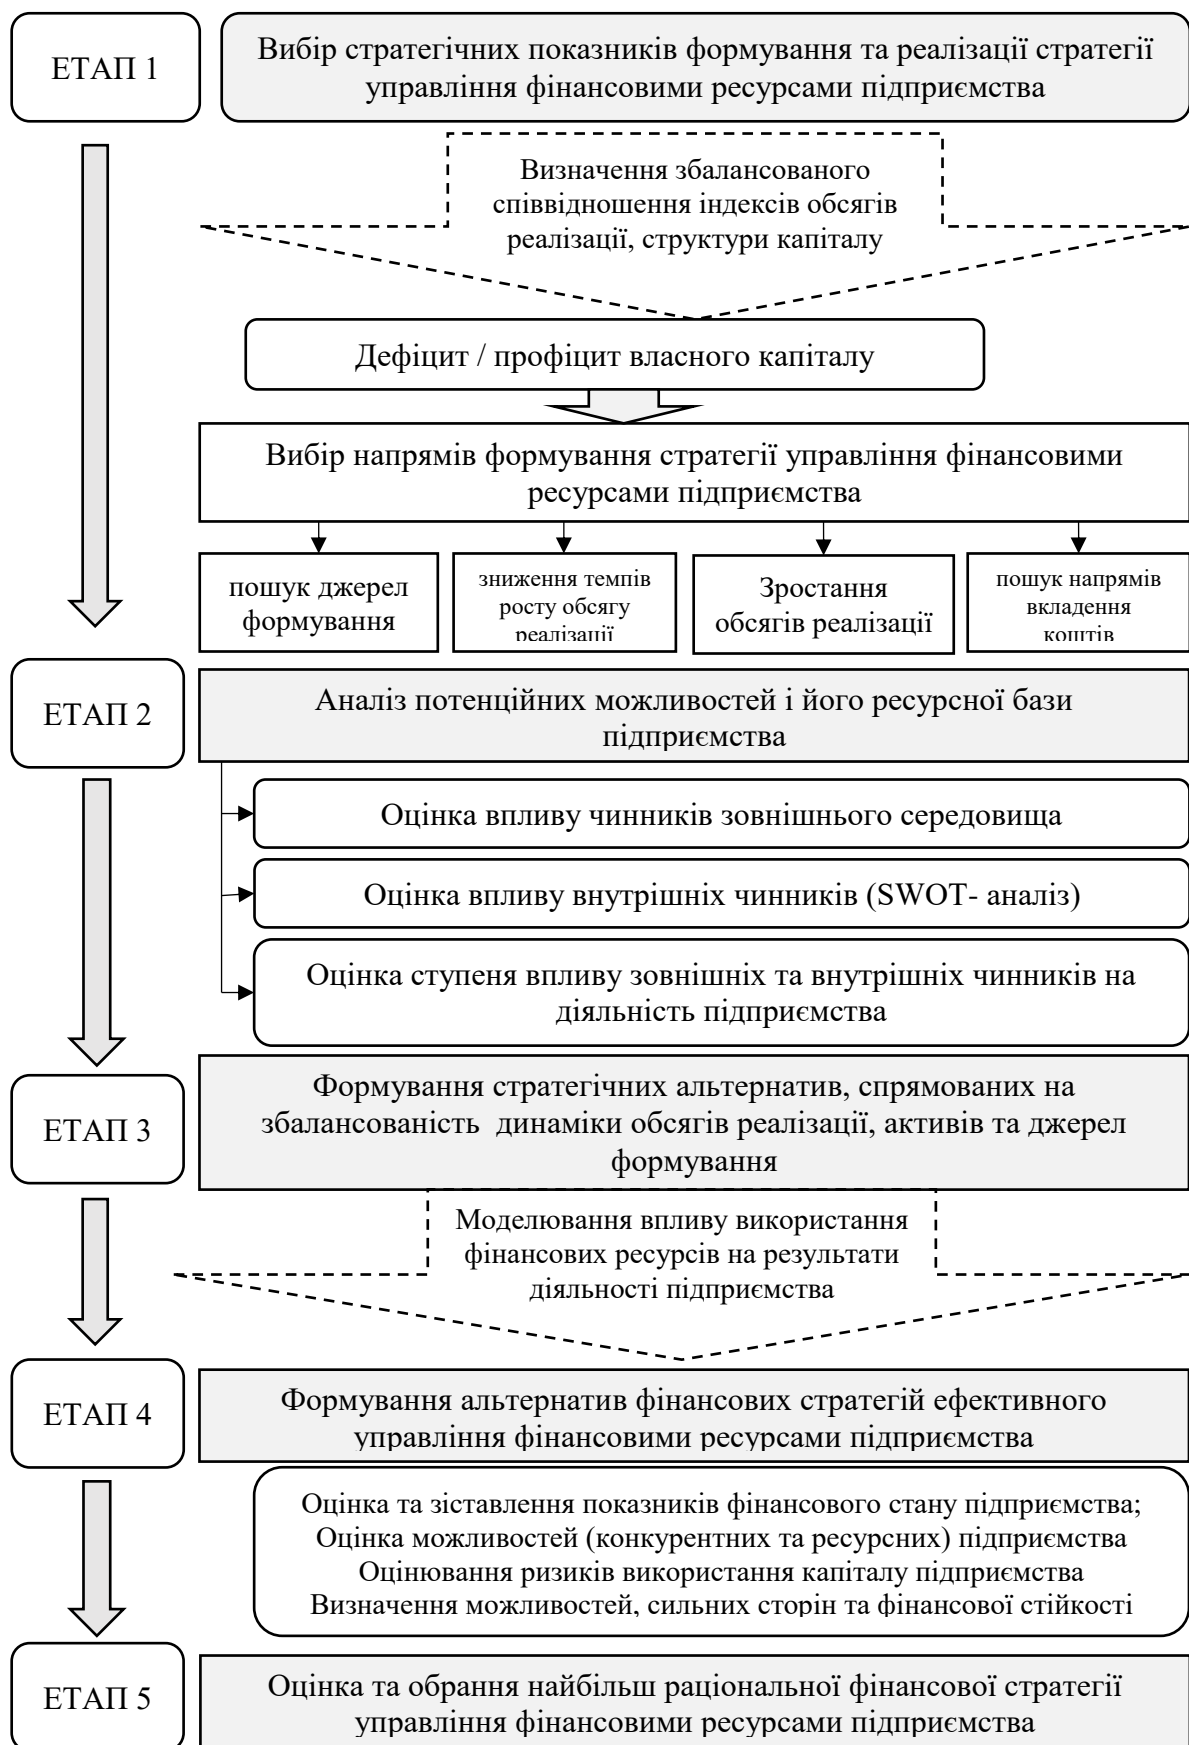 ЕТАП 1
Вибір стратегічних показників формування та реалізації стратегії
управління фінансовими ресурсами підприємства
Визначення збалансованого
співвідношення індексів обсягів
реалізації, структури капіталу
Дефіцит / профіцит власного капіталу
Вибір напрямів формування стратегії управління фінансовими
ресурсами підприємства
пошук джерел
формування
зниження темпів
росту обсягу
реалізації
Зростання
обсягів реалізації
пошук напрямів
вкладення
коштів
ЕТАП 2
Аналіз потенційних можливостей і його ресурсної бази
підприємства
Оцінка впливу чинників зовнішнього середовища
Оцінка впливу внутрішніх чинників (SWOT- аналіз)
Оцінка ступеня впливу зовнішніх та внутрішніх чинників на
діяльність підприємства
ЕТАП 3
Формування стратегічних альтернатив, спрямованих на
збалансованість  динаміки обсягів реалізації, активів та джерел
формування
Моделювання впливу використання
фінансових ресурсів на результати
діяльності підприємства
ЕТАП 4
Формування альтернатив фінансових стратегій ефективного
управління фінансовими ресурсами підприємства
Оцінка та зіставлення показників фінансового стану підприємства;
Оцінка можливостей (конкурентних та ресурсних) підприємства
Оцінювання ризиків використання капіталу підприємства
Визначення можливостей, сильних сторін та фінансової стійкості
ЕТАП 5
Оцінка та обрання найбільш раціональної фінансової стратегії
управління фінансовими ресурсами підприємства